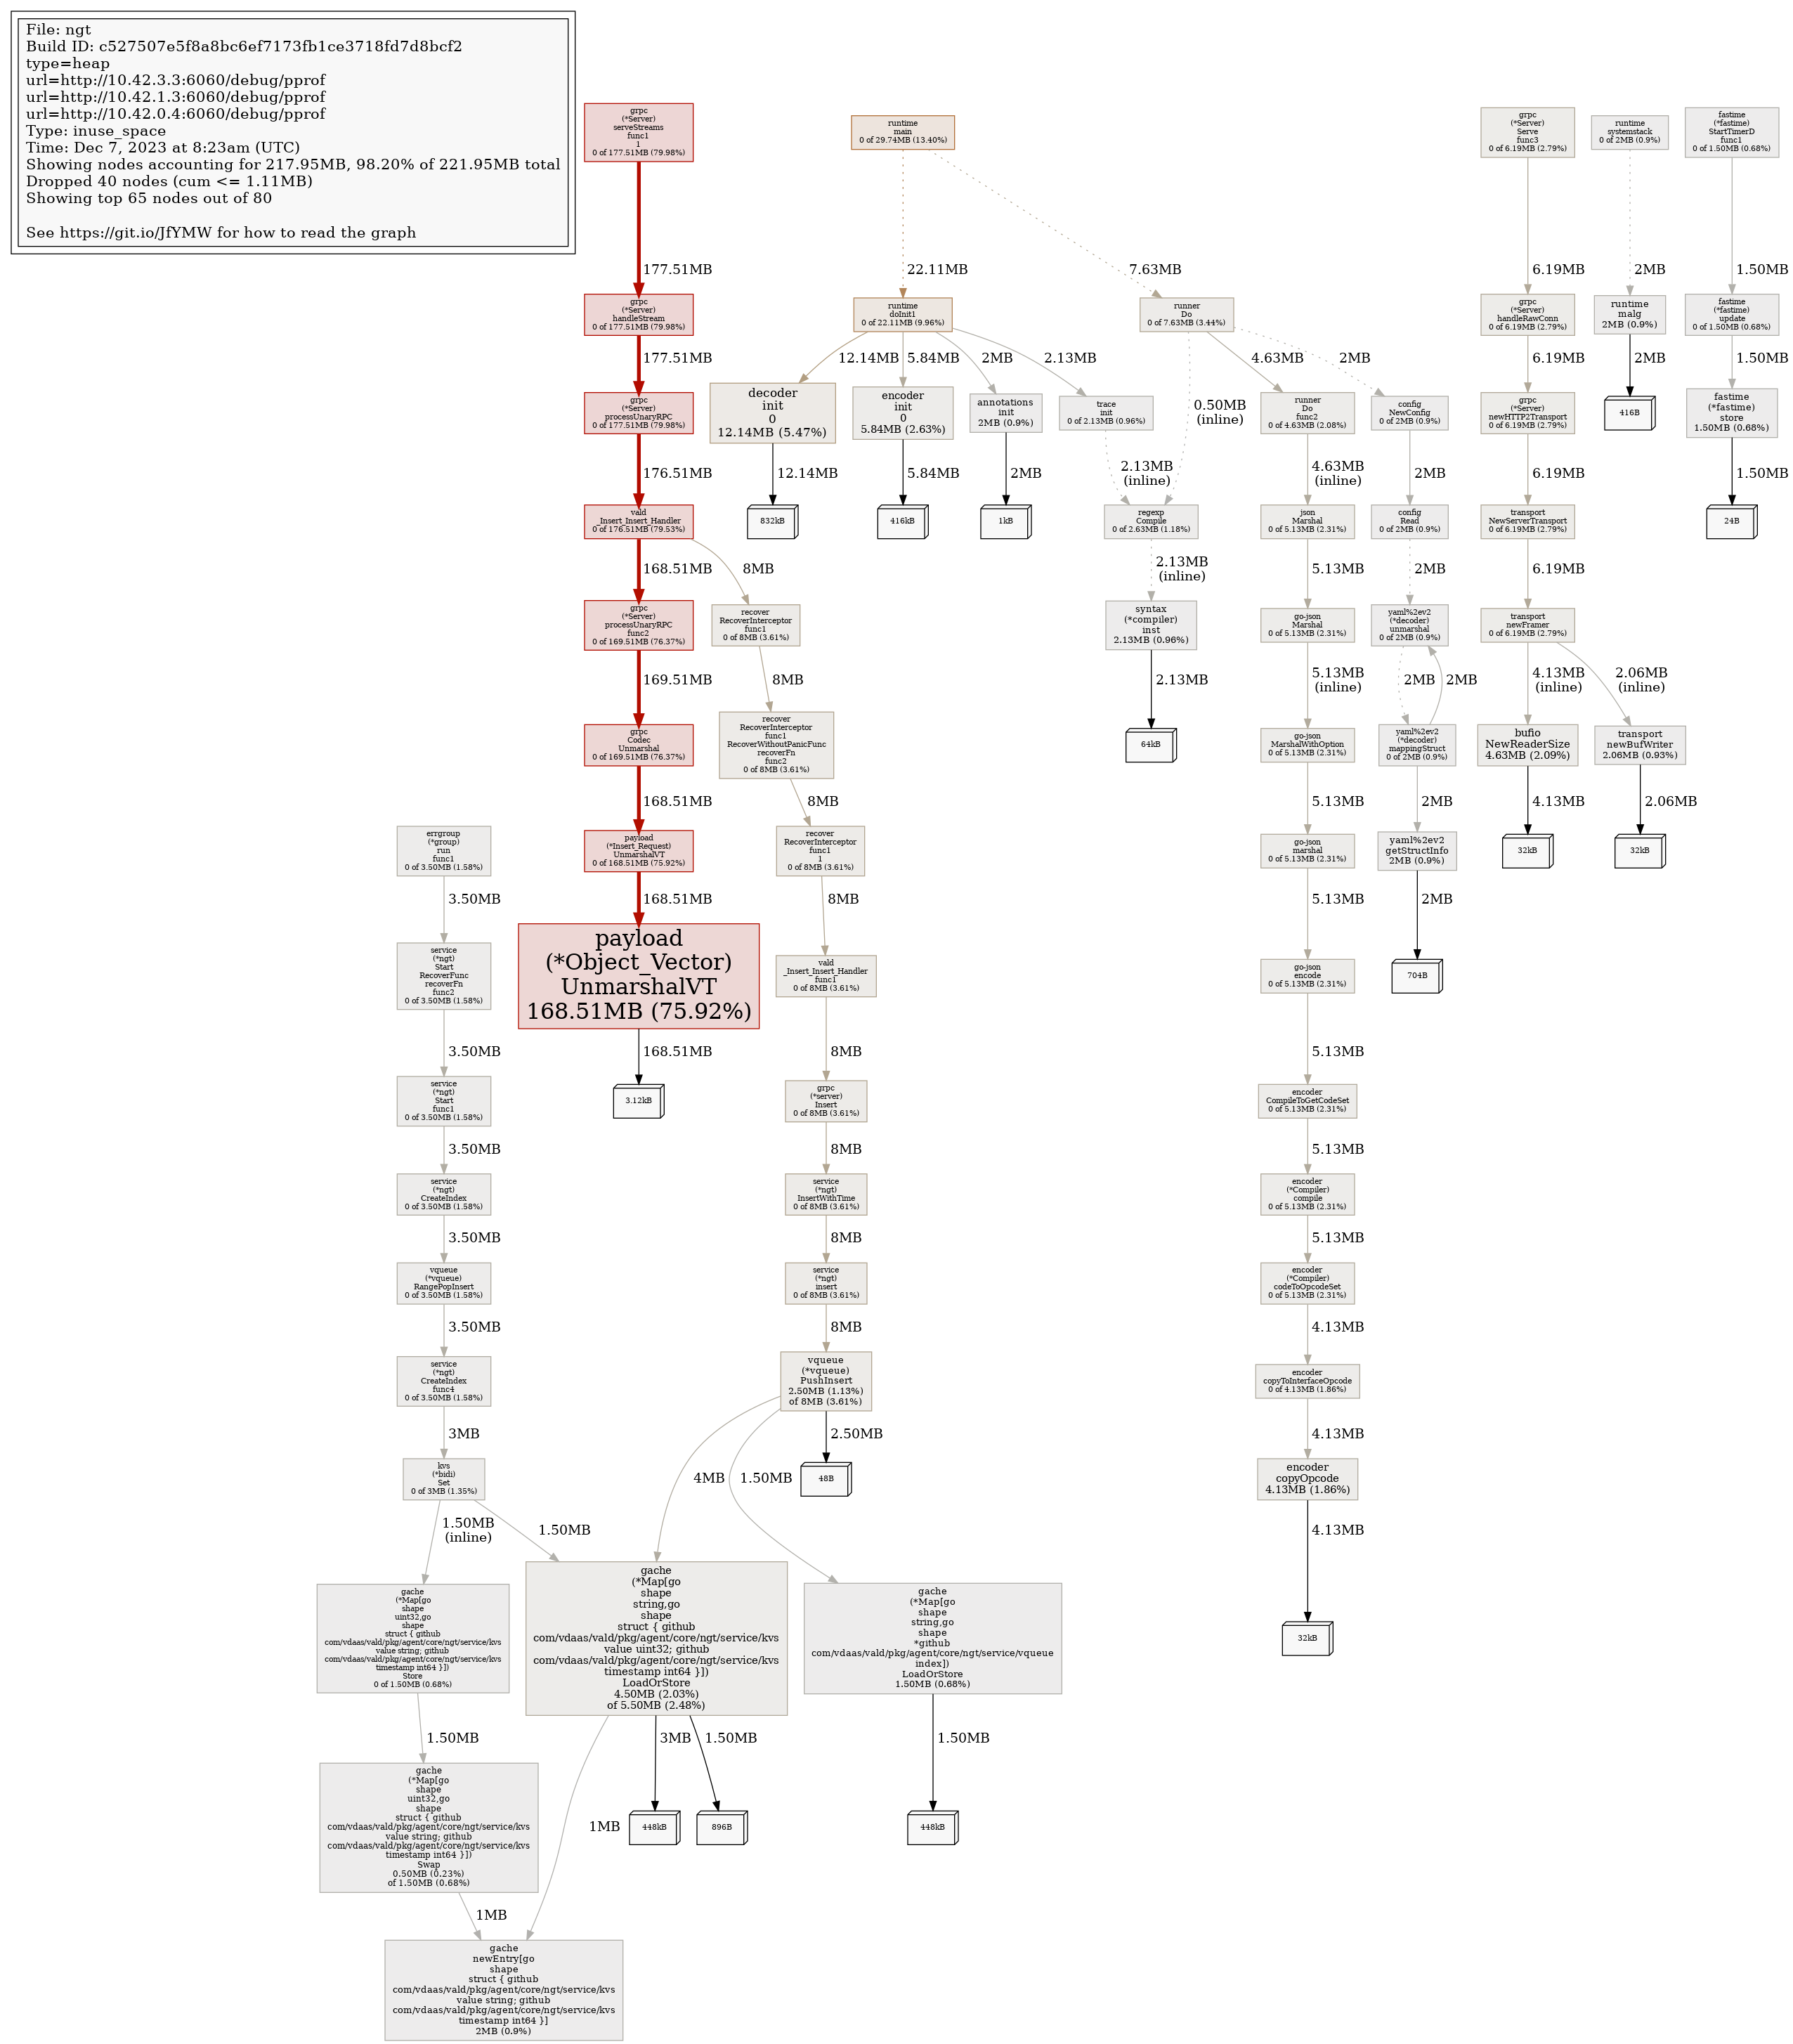 File: ngt
Build ID: c527507e5f8a8bc6ef7173fb1ce3718fd7d8bcf2
type=heap
url=http://10.42.3.3:6060/debug/pprof
url=http://10.42.1.3:6060/debug/pprof
url=http://10.42.0.4:6060/debug/pprof
Type: inuse_space
Time: Dec 7, 2023 at 8:23am (UTC)
Showing nodes accounting for 217.95MB, 98.20% of 221.95MB total
Dropped 40 nodes (cum <= 1.11MB)
Showing top 65 nodes out of 80
See https://git.io/JfYMW for how to read the graph
grpc
(*Server)
serveStreams
func1
1
0 of 177.51MB (79.98%)
runtime
main
0 of 29.74MB (13.40%)
grpc
(*Server)
Serve
func3
0 of 6.19MB (2.79%)
runtime
systemstack
0 of 2MB (0.9%)
fastime
(*fastime)
StartTimerD
func1
0 of 1.50MB (0.68%)
177.51MB
22.11MB
7.63MB
6.19MB
2MB
1.50MB
grpc
(*Server)
handleStream
0 of 177.51MB (79.98%)
runtime
doInit1
0 of 22.11MB (9.96%)
runner
Do
0 of 7.63MB (3.44%)
grpc
(*Server)
handleRawConn
0 of 6.19MB (2.79%)
runtime
malg
2MB (0.9%)
fastime
(*fastime)
update
0 of 1.50MB (0.68%)
177.51MB
12.14MB
5.84MB
2MB
2.13MB
0.50MB
(inline)
4.63MB
2MB
6.19MB
2MB
1.50MB
grpc
(*Server)
processUnaryRPC
0 of 177.51MB (79.98%)
decoder
init
0
12.14MB (5.47%)
encoder
init
0
5.84MB (2.63%)
annotations
init
2MB (0.9%)
trace
init
0 of 2.13MB (0.96%)
runner
Do
func2
0 of 4.63MB (2.08%)
config
NewConfig
0 of 2MB (0.9%)
grpc
(*Server)
newHTTP2Transport
0 of 6.19MB (2.79%)
416B
fastime
(*fastime)
store
1.50MB (0.68%)
176.51MB
12.14MB
5.84MB
2MB
2.13MB
(inline)
4.63MB
(inline)
2MB
6.19MB
1.50MB
vald
_Insert_Insert_Handler
0 of 176.51MB (79.53%)
832kB
416kB
1kB
regexp
Compile
0 of 2.63MB (1.18%)
json
Marshal
0 of 5.13MB (2.31%)
config
Read
0 of 2MB (0.9%)
transport
NewServerTransport
0 of 6.19MB (2.79%)
24B
168.51MB
8MB
2.13MB
(inline)
5.13MB
2MB
6.19MB
grpc
(*Server)
processUnaryRPC
func2
0 of 169.51MB (76.37%)
recover
RecoverInterceptor
func1
0 of 8MB (3.61%)
syntax
(*compiler)
inst
2.13MB (0.96%)
go-json
Marshal
0 of 5.13MB (2.31%)
yaml%2ev2
(*decoder)
unmarshal
0 of 2MB (0.9%)
transport
newFramer
0 of 6.19MB (2.79%)
169.51MB
8MB
2.13MB
5.13MB
(inline)
2MB
2MB
4.13MB
(inline)
2.06MB
(inline)
grpc
Codec
Unmarshal
0 of 169.51MB (76.37%)
recover
RecoverInterceptor
func1
RecoverWithoutPanicFunc
recoverFn
func2
0 of 8MB (3.61%)
64kB
go-json
MarshalWithOption
0 of 5.13MB (2.31%)
yaml%2ev2
(*decoder)
mappingStruct
0 of 2MB (0.9%)
bufio
NewReaderSize
4.63MB (2.09%)
transport
newBufWriter
2.06MB (0.93%)
168.51MB
8MB
5.13MB
2MB
4.13MB
2.06MB
errgroup
(*group)
run
func1
0 of 3.50MB (1.58%)
payload
(*Insert_Request)
UnmarshalVT
0 of 168.51MB (75.92%)
recover
RecoverInterceptor
func1
1
0 of 8MB (3.61%)
go-json
marshal
0 of 5.13MB (2.31%)
yaml%2ev2
getStructInfo
2MB (0.9%)
32kB
32kB
3.50MB
168.51MB
8MB
5.13MB
2MB
service
(*ngt)
Start
RecoverFunc
recoverFn
func2
0 of 3.50MB (1.58%)
payload
(*Object_Vector)
UnmarshalVT
168.51MB (75.92%)
vald
_Insert_Insert_Handler
func1
0 of 8MB (3.61%)
go-json
encode
0 of 5.13MB (2.31%)
704B
3.50MB
168.51MB
8MB
5.13MB
service
(*ngt)
Start
func1
0 of 3.50MB (1.58%)
3.12kB
grpc
(*server)
Insert
0 of 8MB (3.61%)
encoder
CompileToGetCodeSet
0 of 5.13MB (2.31%)
3.50MB
8MB
5.13MB
service
(*ngt)
CreateIndex
0 of 3.50MB (1.58%)
service
(*ngt)
InsertWithTime
0 of 8MB (3.61%)
encoder
(*Compiler)
compile
0 of 5.13MB (2.31%)
3.50MB
8MB
5.13MB
vqueue
(*vqueue)
RangePopInsert
0 of 3.50MB (1.58%)
service
(*ngt)
insert
0 of 8MB (3.61%)
encoder
(*Compiler)
codeToOpcodeSet
0 of 5.13MB (2.31%)
3.50MB
8MB
4.13MB
service
(*ngt)
CreateIndex
func4
0 of 3.50MB (1.58%)
vqueue
(*vqueue)
PushInsert
2.50MB (1.13%)
of 8MB (3.61%)
encoder
copyToInterfaceOpcode
0 of 4.13MB (1.86%)
3MB
4MB
1.50MB
2.50MB
4.13MB
kvs
(*bidi)
Set
0 of 3MB (1.35%)
48B
encoder
copyOpcode
4.13MB (1.86%)
1.50MB
(inline)
1.50MB
4.13MB
gache
(*Map[go
shape
uint32,go
shape
struct { github
com/vdaas/vald/pkg/agent/core/ngt/service/kvs
value string; github
com/vdaas/vald/pkg/agent/core/ngt/service/kvs
timestamp int64 }])
Store
0 of 1.50MB (0.68%)
gache
(*Map[go
shape
string,go
shape
struct { github
com/vdaas/vald/pkg/agent/core/ngt/service/kvs
value uint32; github
com/vdaas/vald/pkg/agent/core/ngt/service/kvs
timestamp int64 }])
LoadOrStore
4.50MB (2.03%)
of 5.50MB (2.48%)
gache
(*Map[go
shape
string,go
shape
*github
com/vdaas/vald/pkg/agent/core/ngt/service/vqueue
index])
LoadOrStore
1.50MB (0.68%)
32kB
1.50MB
3MB
1.50MB
1.50MB
gache
(*Map[go
shape
uint32,go
shape
struct { github
com/vdaas/vald/pkg/agent/core/ngt/service/kvs
value string; github
com/vdaas/vald/pkg/agent/core/ngt/service/kvs
timestamp int64 }])
Swap
0.50MB (0.23%)
of 1.50MB (0.68%)
1MB
448kB
896B
448kB
1MB
gache
newEntry[go
shape
struct { github
com/vdaas/vald/pkg/agent/core/ngt/service/kvs
value string; github
com/vdaas/vald/pkg/agent/core/ngt/service/kvs
timestamp int64 }]
2MB (0.9%)